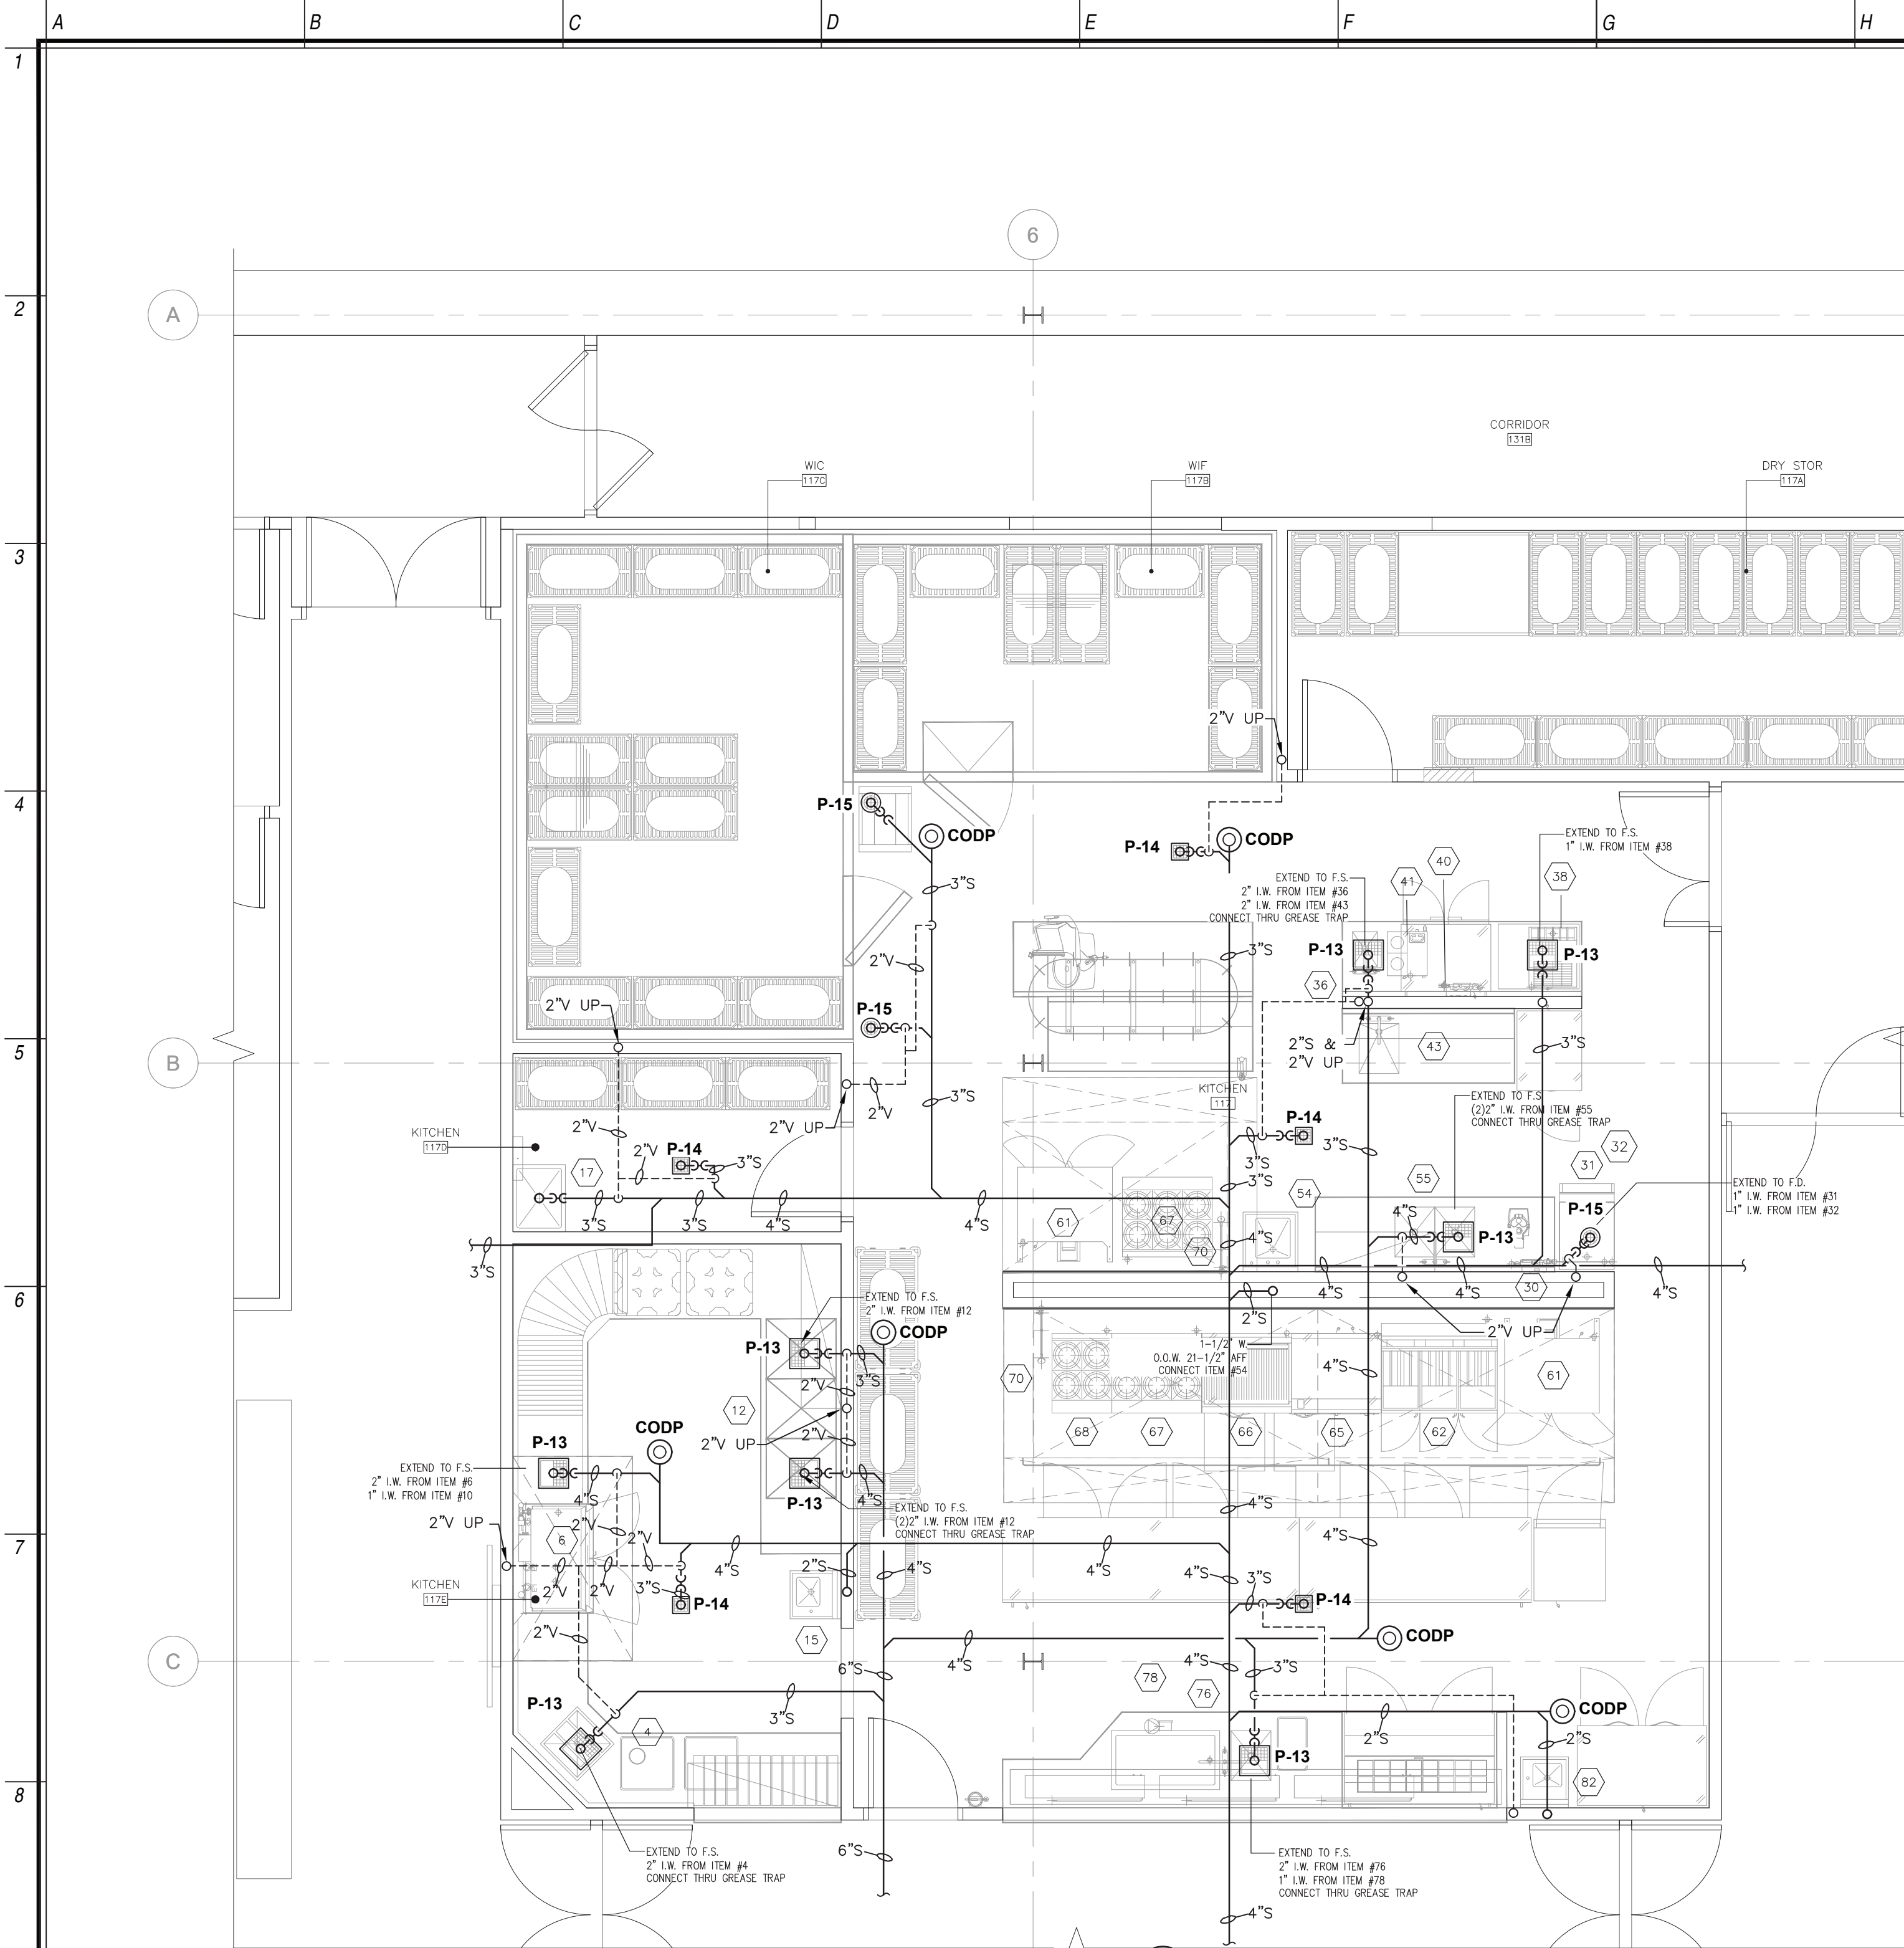 A B C D E F G H
1
6
2
A
CORRIDOR
131B
WIC
117C
WIF
117B
DRY STOR
117A
3
2"V UP
4
P-15
CODP
P-14
CODP
EXTEND TO F.S.
1" I.W. FROM ITEM #38
EXTEND TO F.S.
2" I.W. FROM ITEM #36
2" I.W. FROM ITEM #43
CONNECT THRU GREASE TRAP
41
40
38
3"S
2"V
3"S
P-13
P-13
36
2"V UP
P-15
5
B
2"S &
2"V UP
43
3"S
KITCHEN
117
2"V
3"S
2"V UP
EXTEND TO F.S
(2)2" I.W. FROM ITEM #55
CONNECT THRU GREASE TRAP
KITCHEN
117D
2"V
2"V
P-14
3"S
17
P-14
3"S
3"S
3"S
54
55
31
32
EXTEND TO F.D.
1" I.W. FROM ITEM #31
1" I.W. FROM ITEM #32
3"S
3"S
4"S
4"S
61
67
70
4"S
4"S
P-13
P-15
3"S
6
4"S
4"S
30
4"S
EXTEND TO F.S.
2" I.W. FROM ITEM #12
2"S
2"V UP
CODP
P-13
3"S
1-1/2" W.
O.O.W. 21-1/2" AFF
CONNECT ITEM #54
70
4"S
61
2"V
12
2"V UP
2"V
CODP
68
67
66
65
62
P-13
EXTEND TO F.S.
2" I.W. FROM ITEM #6
1" I.W. FROM ITEM #10
4"S
P-13
4"S
EXTEND TO F.S.
(2)2" I.W. FROM ITEM #12
CONNECT THRU GREASE TRAP
4"S
2"V UP
6
2"V
2"V
7
4"S
4"S
2"S
4"S
4"S
4"S
3"S
KITCHEN
117E
2"V
2"V
3"S
P-14
P-14
2"V
15
CODP
C
6"S
4"S
4"S
3"S
78
76
P-13
3"S
4
CODP
2"S
2"S
P-13
8
82
6"S
EXTEND TO F.S.
2" I.W. FROM ITEM #4
CONNECT THRU GREASE TRAP
EXTEND TO F.S.
2" I.W. FROM ITEM #76
1" I.W. FROM ITEM #78
CONNECT THRU GREASE TRAP
4"S